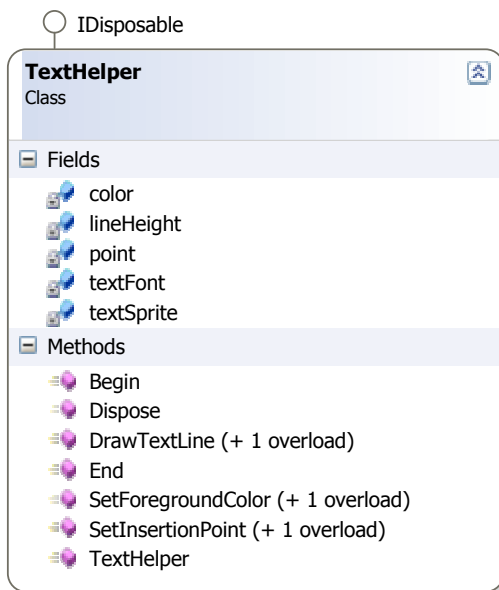 IDisposable
TextHelper
Class
Fields
color
lineHeight
point
textFont
textSprite
Methods
Begin
Dispose
DrawTextLine (+ 1 overload)
End
SetForegroundColor (+ 1 overload)
SetInsertionPoint (+ 1 overload)
TextHelper